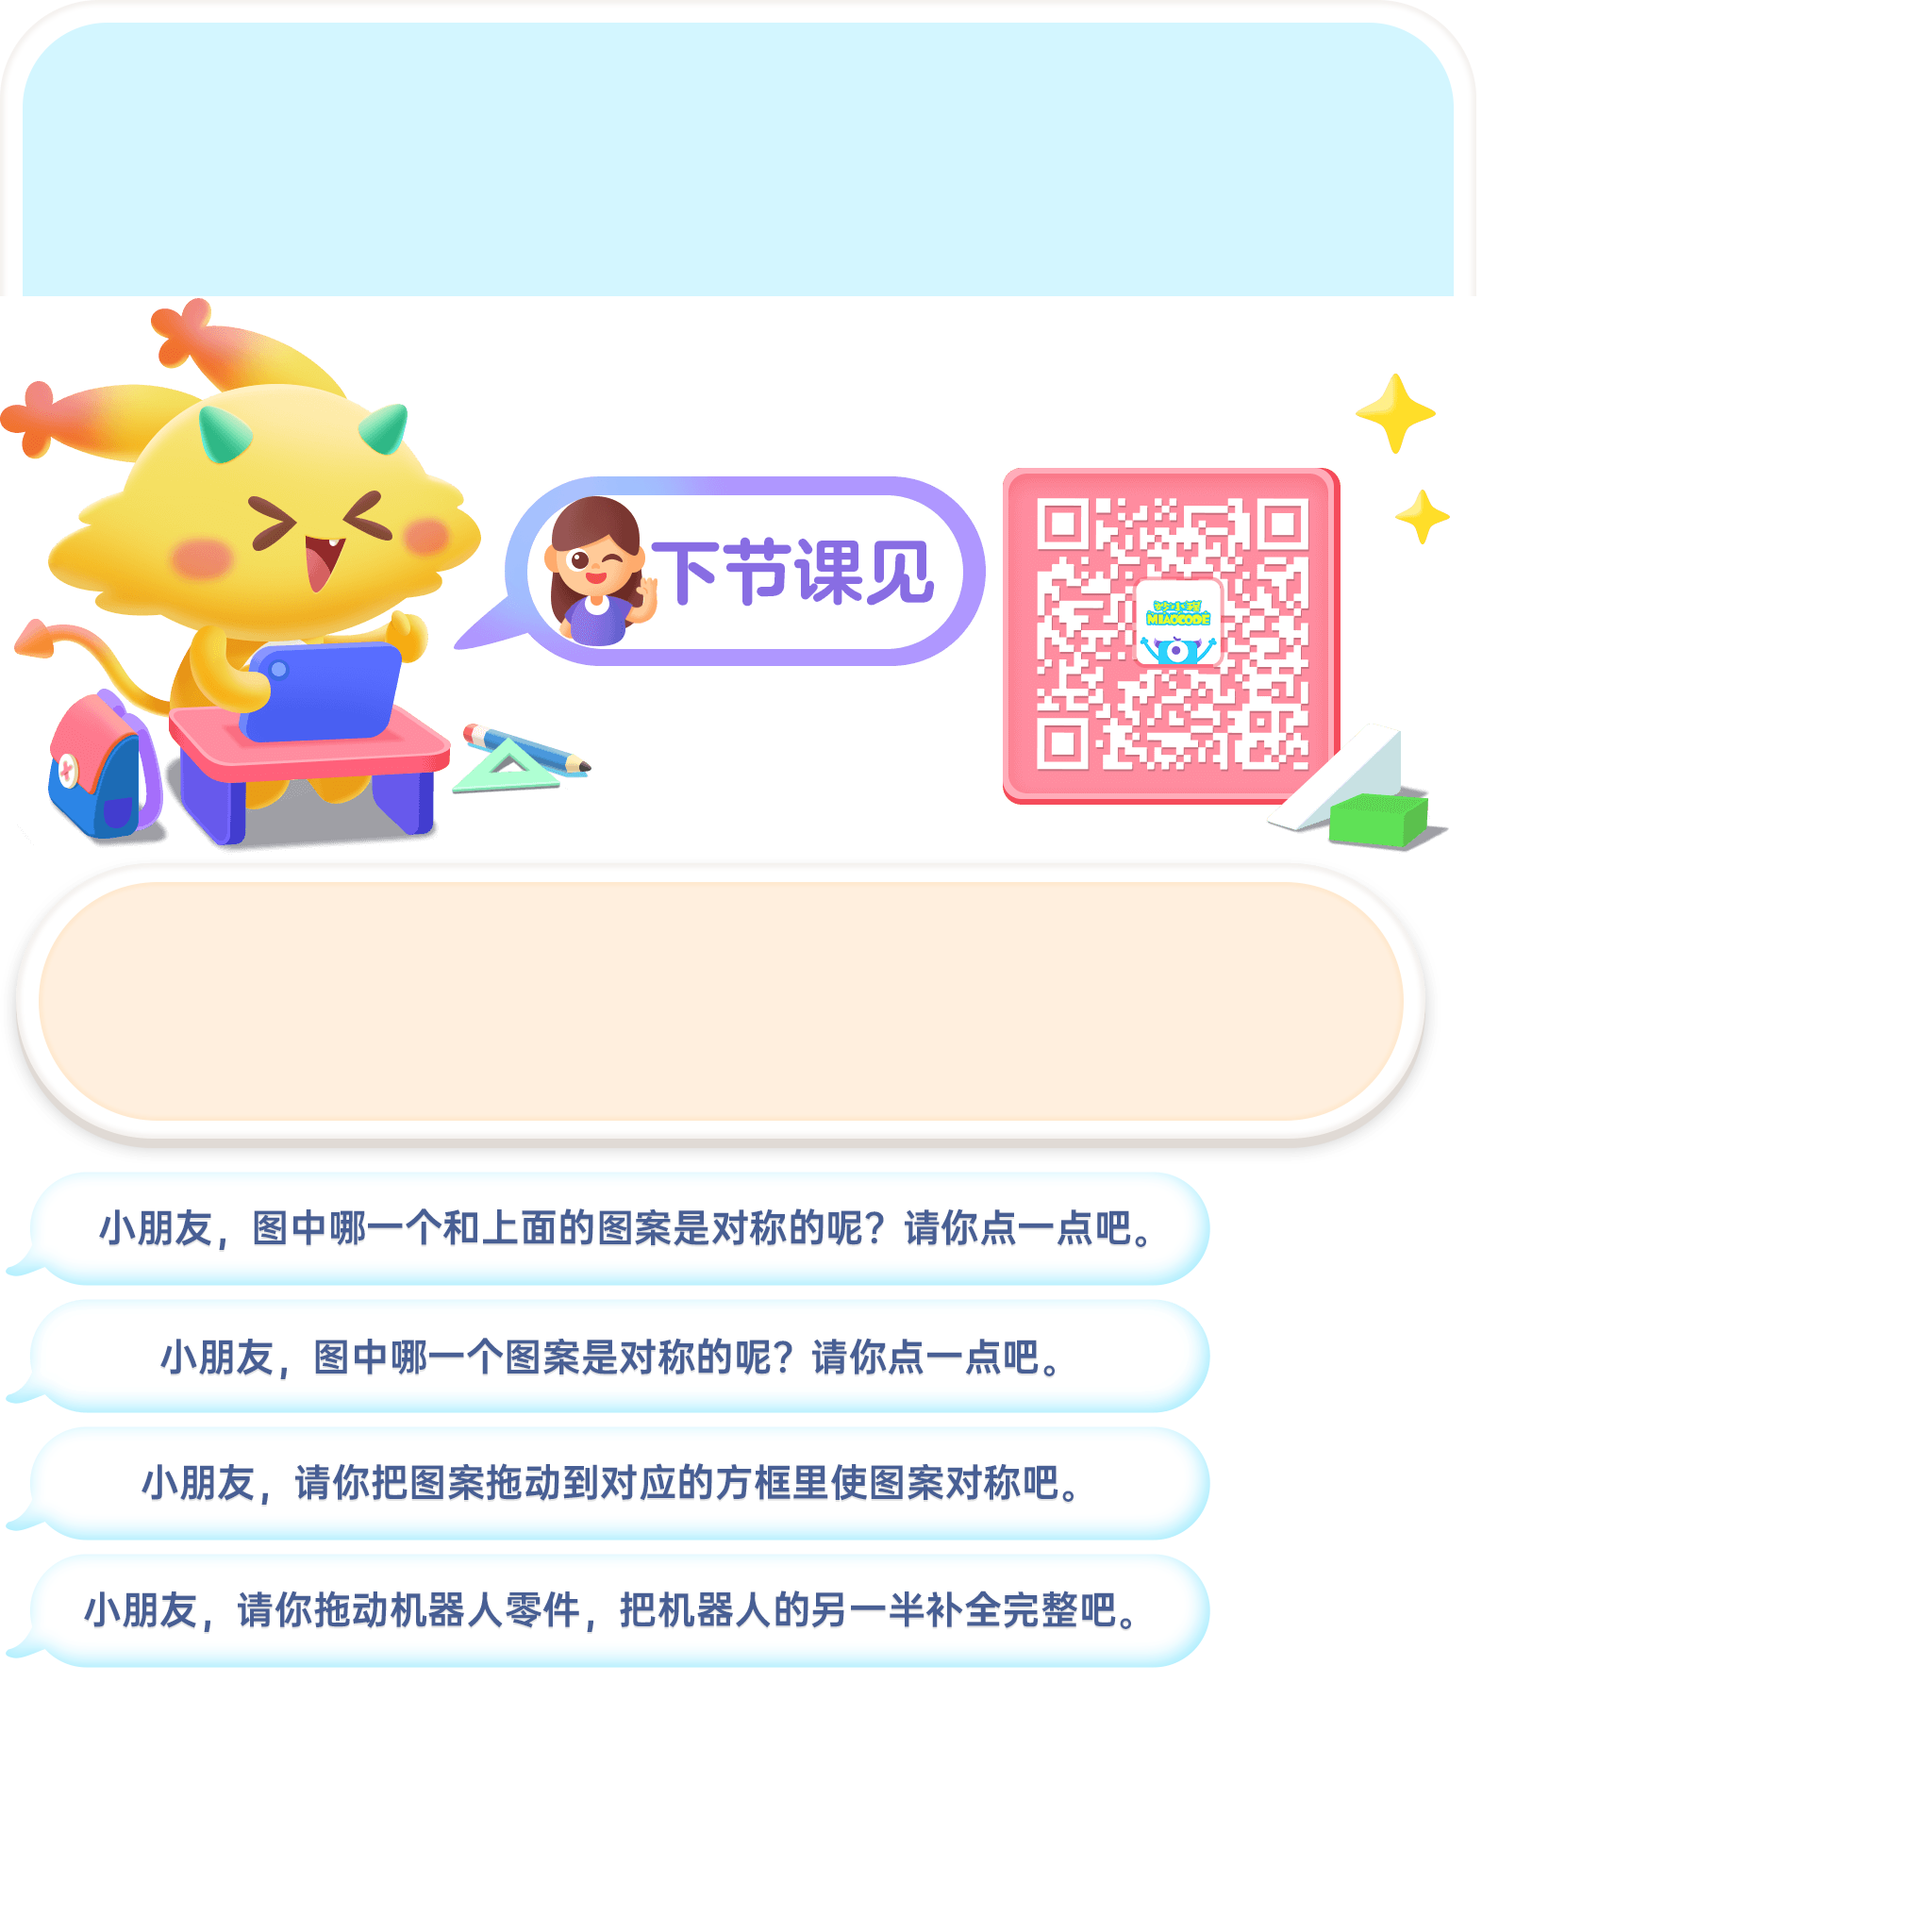 下节课见
妙小程
MIAOCODE
小朋友，图中哪一个和上面的图案是对称的呢？请你点一点吧。
小朋友，图中哪一个图案是对称的呢？请你点一点吧。
小朋友，请你把图案拖动到对应的方框里使图案对称吧。
小朋友，请你拖动机器人零件，把机器人的另一半补全完整吧。